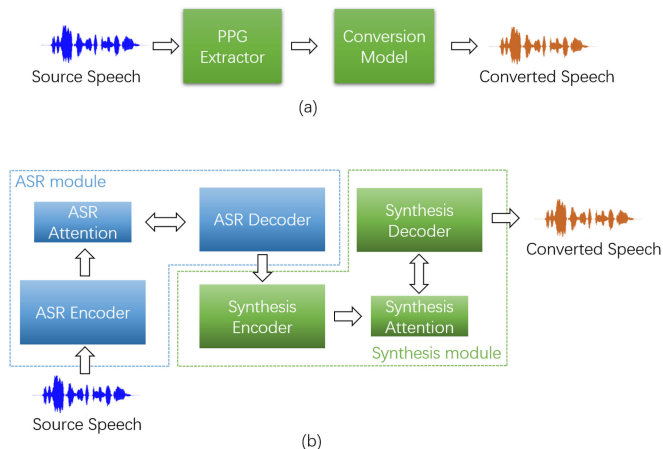 Source Speech
PPG
Extractor
Conversion
Model
Converted Speech
(a)
ASR module
ASR
Attention
ASR Decoder
Synthesis
Decoder
Converted Speech
ASR Encoder
Synthesis
Encoder
Synthesis
Attention
Synthesis module
Source Speech
(b)